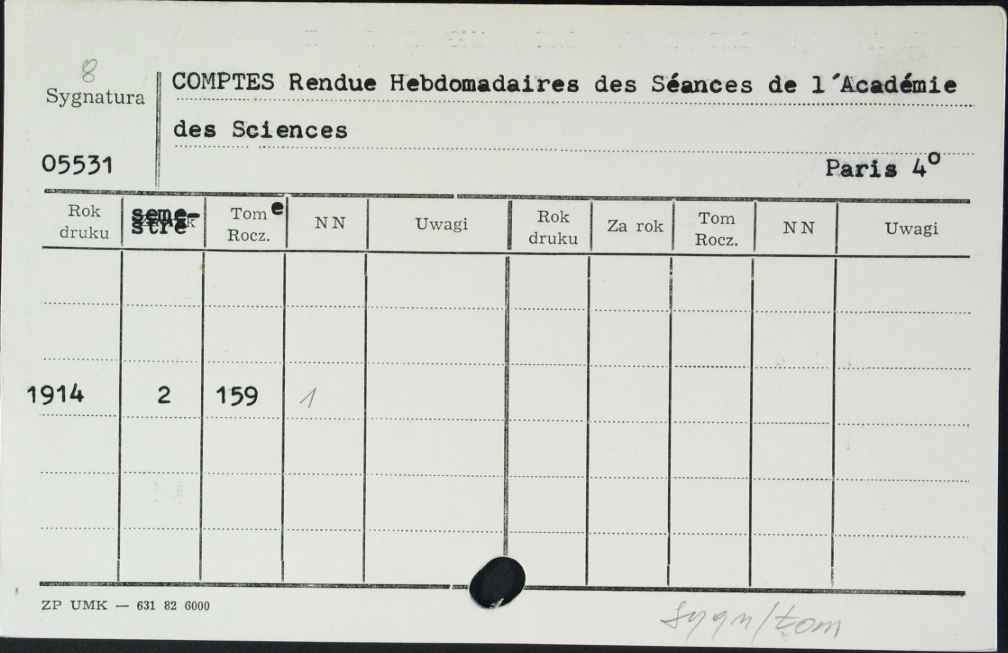 8
Sygnatura
COMPTES Rendue Hebdomadaires des Séances de l'Académie
des Sciences
05531
Paris 4°
Rok druku seme-stre Tome Rocz. NN Uwagi Rok druku Za rok Tom Rocz. NN Uwagi
1914 2 159 1
ZP UMK — 631 82 6000
sygn/tom